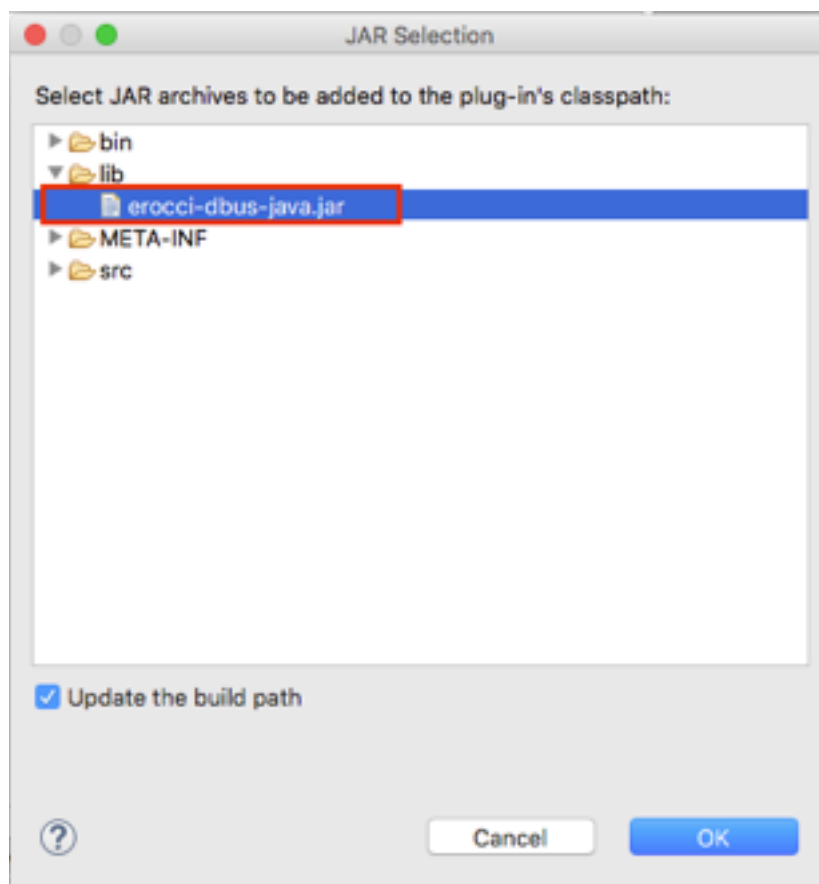 JAR Selection
Select JAR archives to be added to the plug-in's classpath:
bin
lib
erocci-dbus-java.jar
META-INF
src
Update the build path
?
Cancel OK